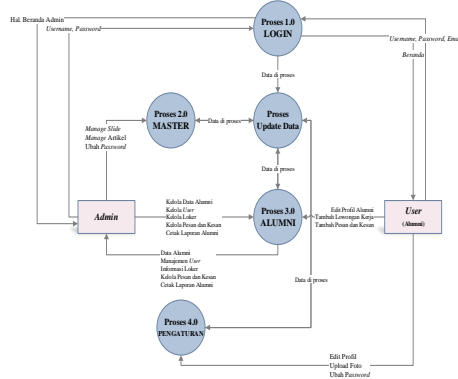 Hal. Beranda Admin
Username, Password
Proses 1.0
LOGIN
Username, Password, Ema
Beranda
Data di proses
Proses 2.0
MASTER
Data di proses
Proses
Update Data
Manage Slide
Manage Artikel
Ubah Password
Data di proses
Admin
Kelola Data Alumni
Kelola User
Kelola Loker
Kelola Pesan dan Kesan
Cetak Laporan Alumni
Proses 3.0
ALUMNI
Edit Profil Alumni
Tambah Lowongan Kerja
Tambah Pesan dan Kesan
User
(Alumni)
Data Alumni
Manajemen User
Informasi Loker
Kelola Pesan dan Kesan
Cetak Laporan Alumni
Data di proses
Proses 4.0
PENGATURAN
Edit Profil
Upload Foto
Ubah Password